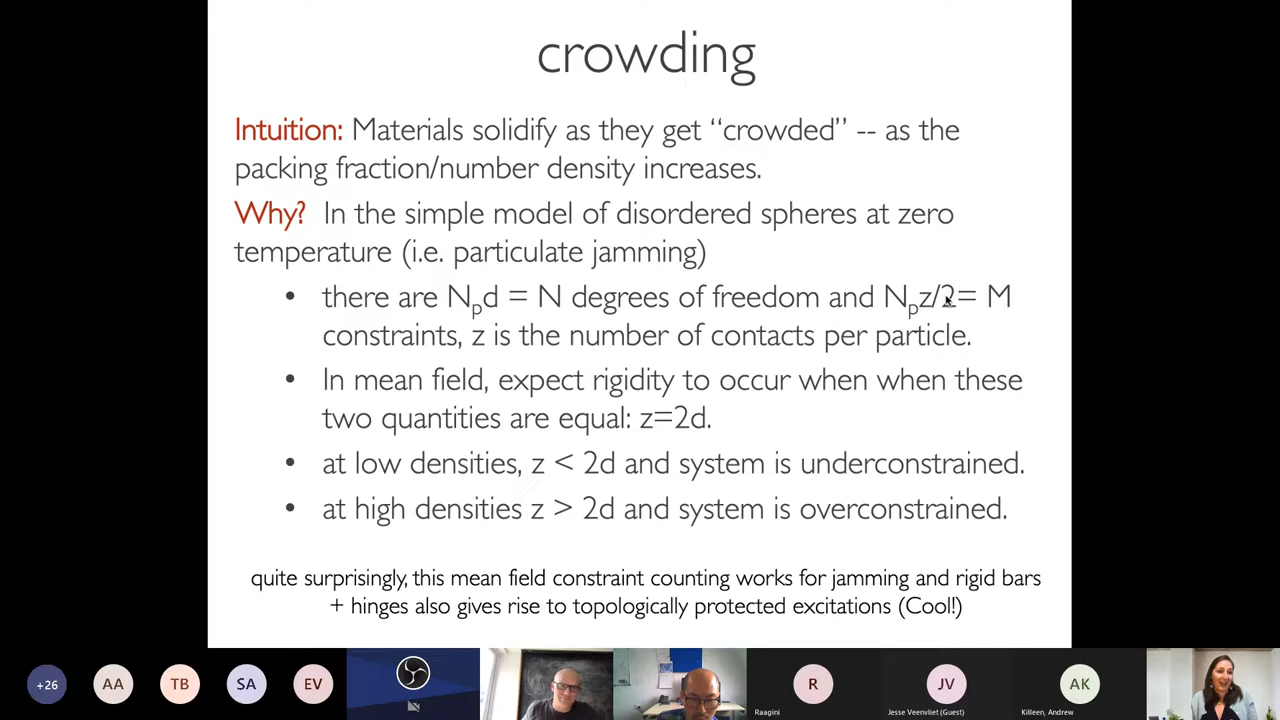 crowding
Intuition: Materials solidify as they get “crowded” -- as the
packing fraction/number density increases.
Why? In the simple model of disordered spheres at zero
temperature (i.e. particulate jamming)
• there are Npd = N degrees of freedom and Npz/2= M
constraints, z is the number of contacts per particle.
• In mean field, expect rigidity to occur when when these
two quantities are equal: z=2d.
• at low densities, z < 2d and system is underconstrained.
• at high densities z > 2d and system is overconstrained.
quite surprisingly, this mean field constraint counting works for jamming and rigid bars
+ hinges also gives rise to topologically protected excitations (Cool!)
+26 AA TB SA EV R JV AK
Raagini Jesse Veenvliet (Guest) Killeen, Andrew